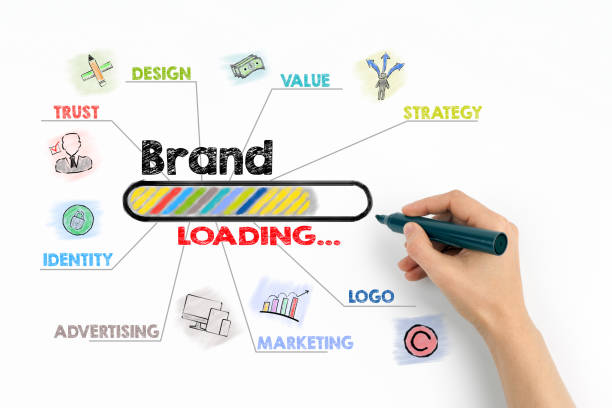 DESIGN
VALUE
TRUST
STRATEGY
Brand
LOADING...
IDENTITY
LOGO
ADVERTISING
MARKETING
C